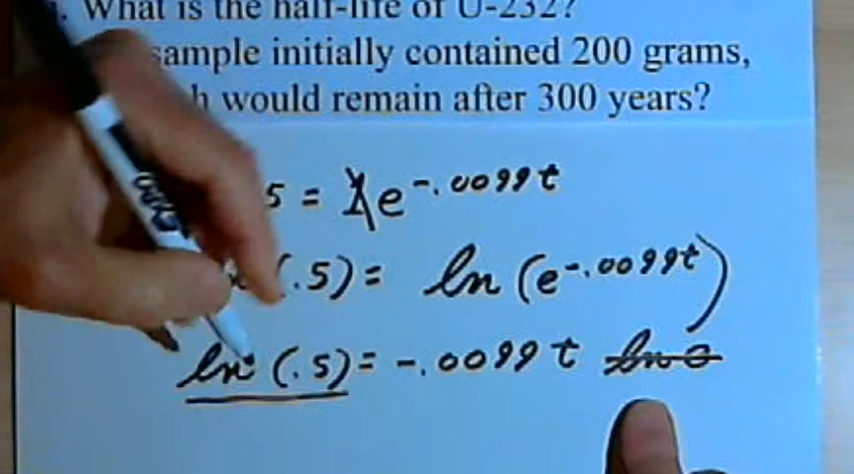 What is the half-life of U-232?
sample initially contained 200 grams,
h would remain after 300 years?
5 = 1e^-.0099t
(.5) = ln (e^-.0099t)
ln (.5) = -.0099 t ln e